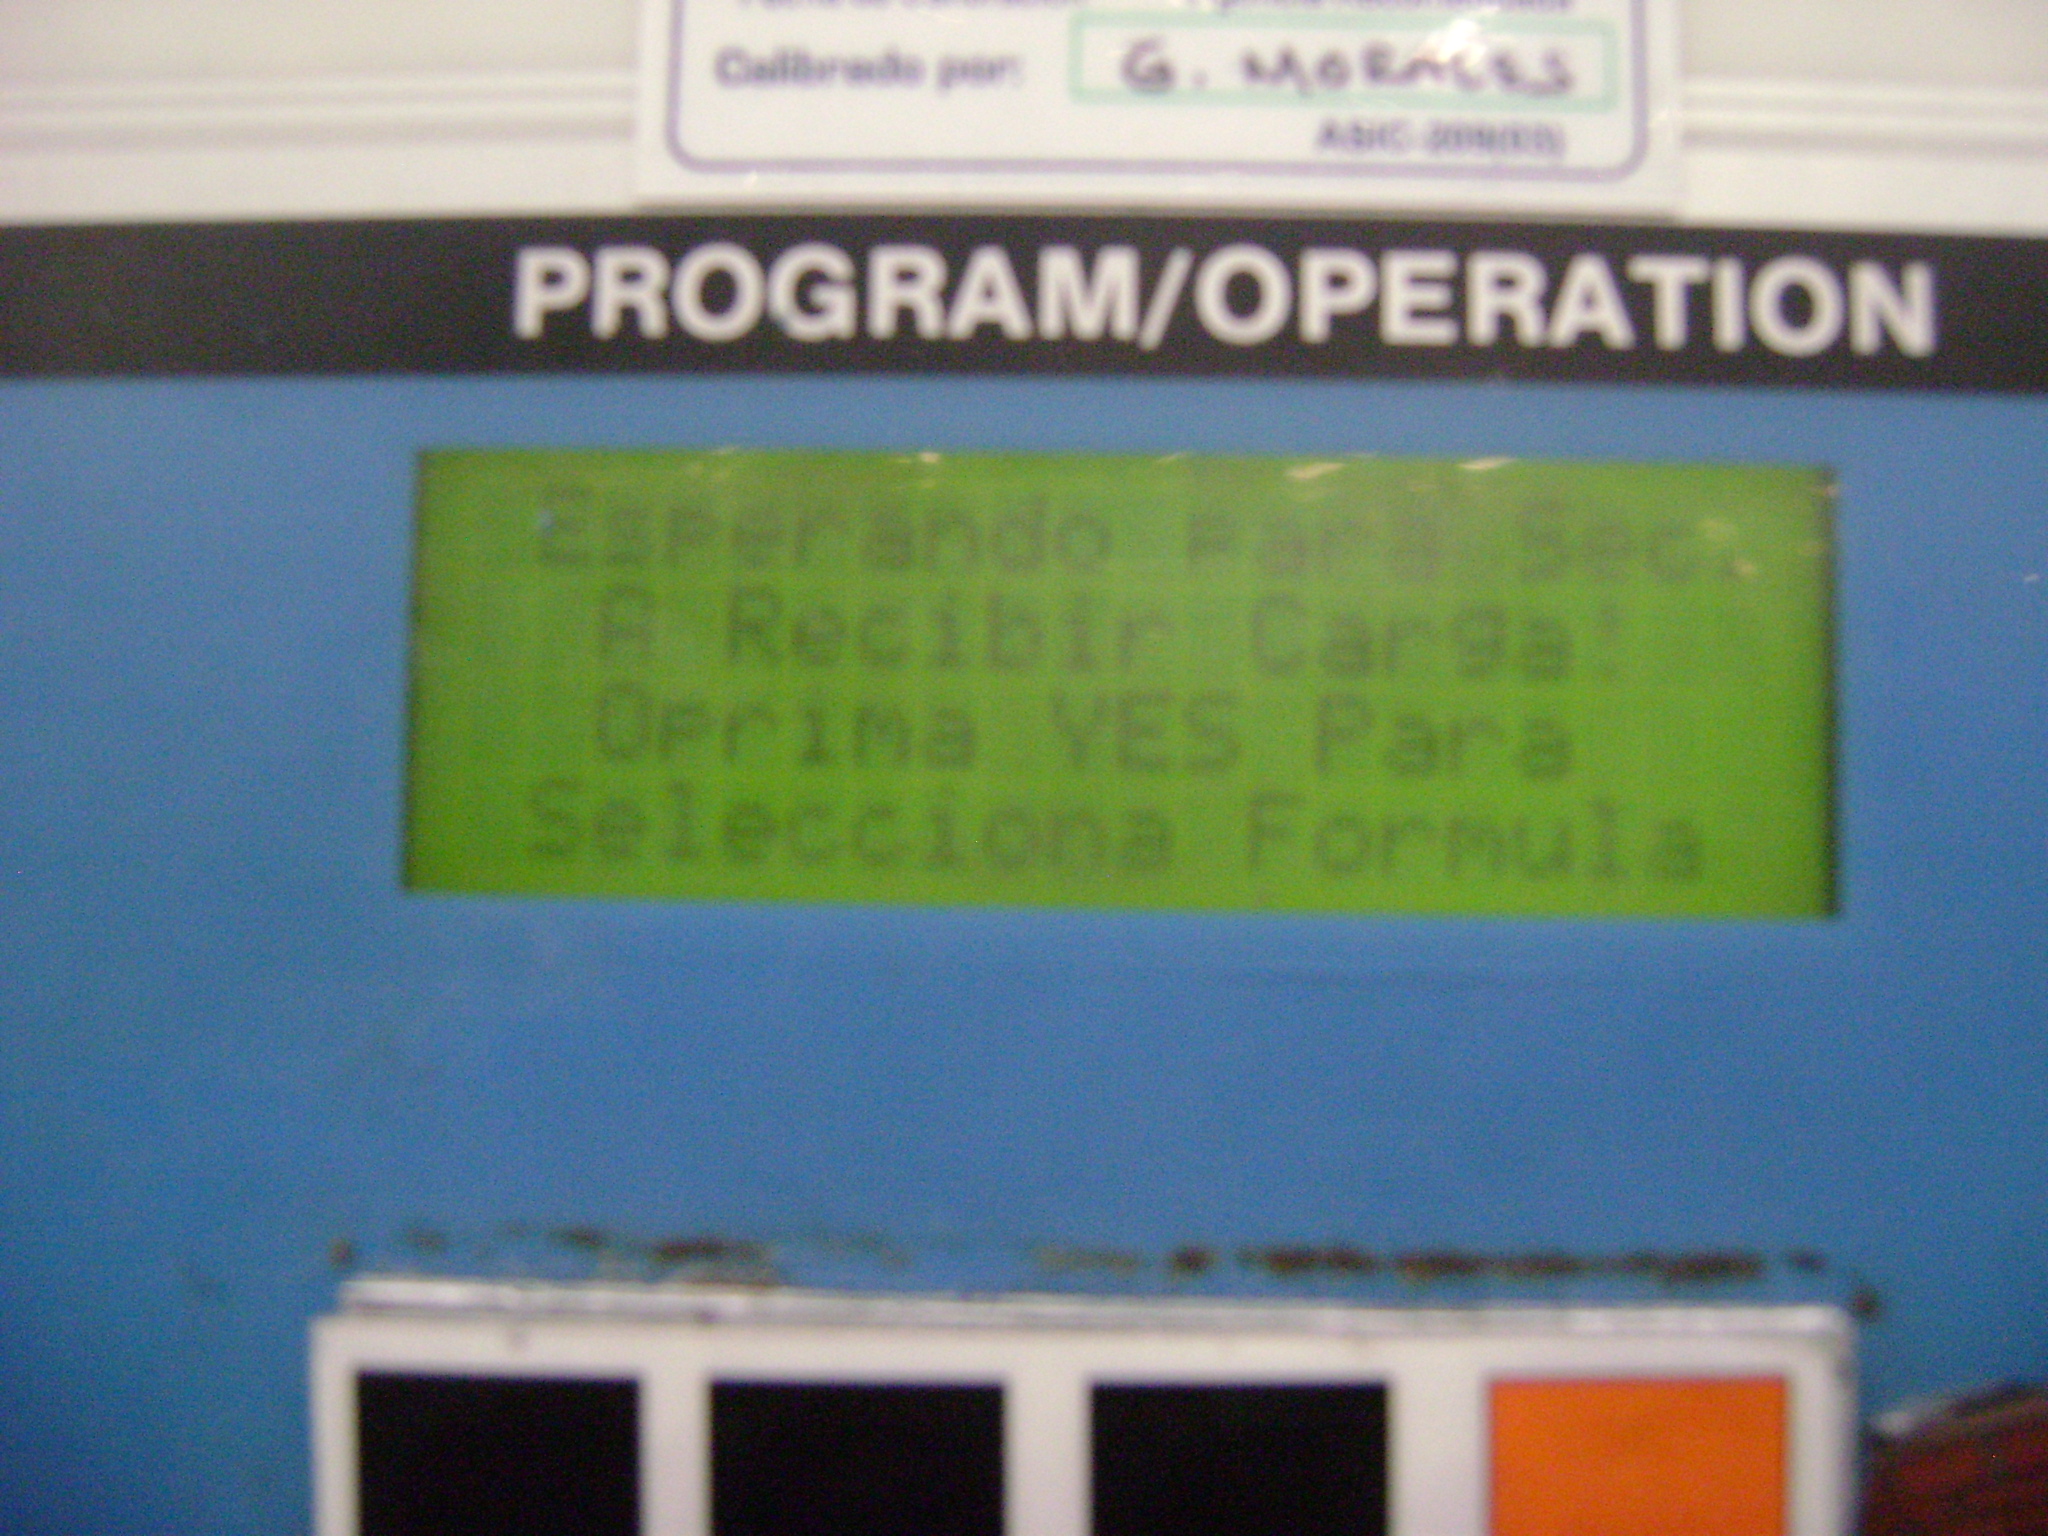 Calibrado por: G. MORALES
PROGRAM/OPERATION
Esperando Para Sec.
A Recibir Carga!
Oprima YES Para
Selecciona Formula